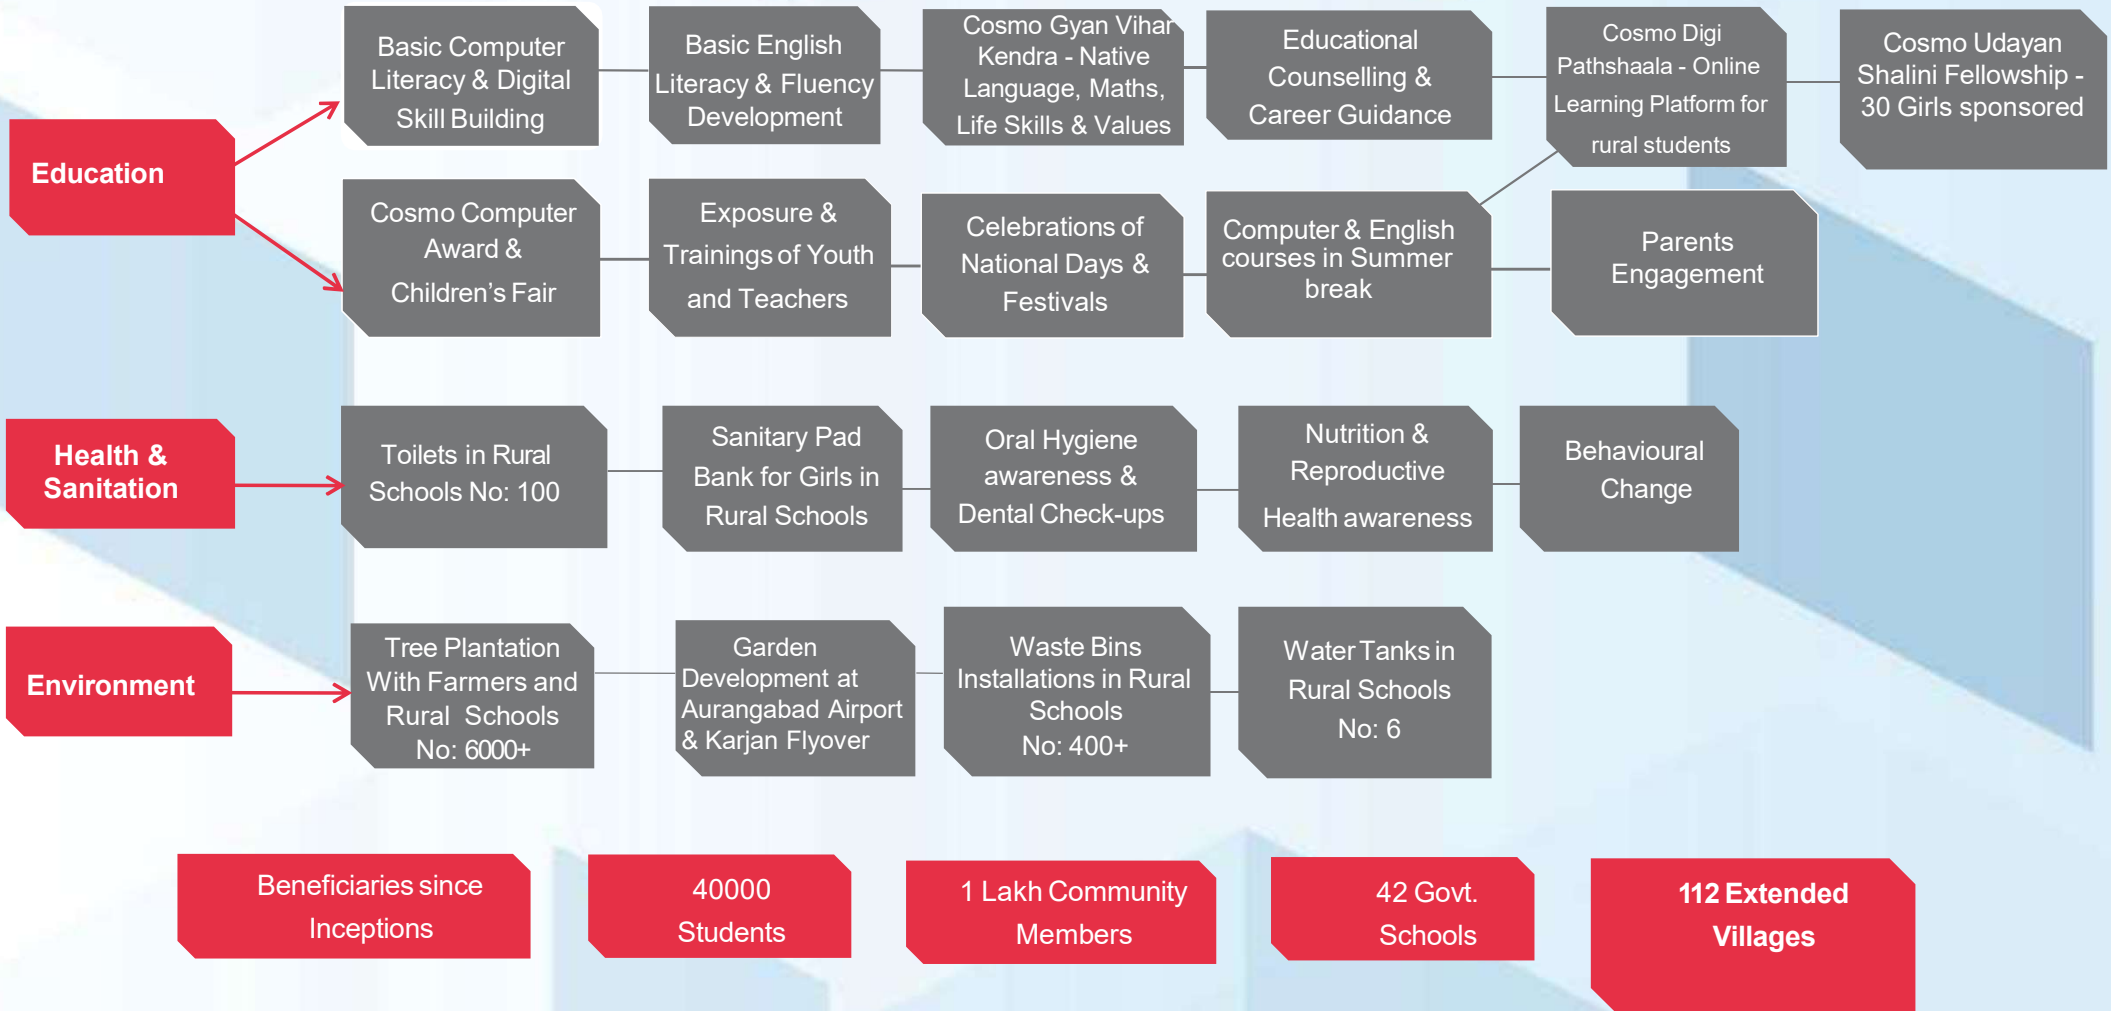 Education
Basic Computer
Literacy & Digital
Skill Building
Basic English
Literacy & Fluency
Development
Cosmo Gyan Vihar
Kendra - Native
Language, Maths,
Life Skills & Values
Educational
Counselling &
Career Guidance
Cosmo Digi
Pathshaala - Online
Learning Platform for
rural students
Cosmo Udayan
Shalini Fellowship -
30 Girls sponsored
Cosmo Computer
Award &
Children’s Fair
Exposure &
Trainings of Youth
and Teachers
Celebrations of
National Days &
Festivals
Computer & English
courses in Summer
break
Parents
Engagement
Health &
Sanitation
Toilets in Rural
Schools No: 100
Sanitary Pad
Bank for Girls in
Rural Schools
Oral Hygiene
awareness &
Dental Check-ups
Nutrition &
Reproductive
Health awareness
Behavioural
Change
Environment
Tree Plantation
With Farmers and
Rural Schools
No: 6000+
Garden
Development at
Aurangabad Airport
& Karjan Flyover
Waste Bins
Installations in Rural
Schools
No: 400+
Water Tanks in
Rural Schools
No: 6
Beneficiaries since
Inceptions
40000
Students
1 Lakh Community
Members
42 Govt.
Schools
112 Extended
Villages